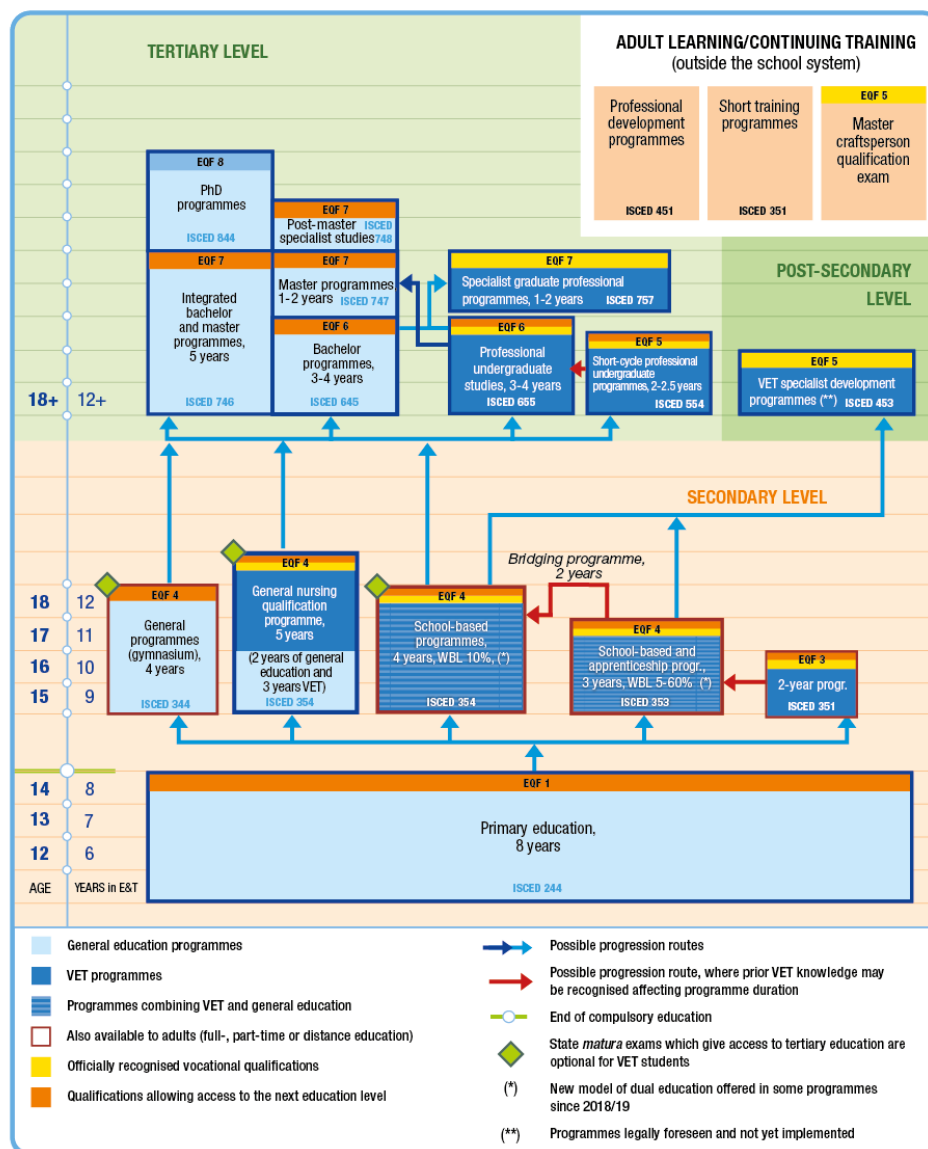 TERTIARY LEVEL
ADULT LEARNING/CONTINUING TRAINING
(outside the school system)
Professional
development
programmes
ISCED 451
Short training
programmes
ISCED 351
EQF 5
Master
craftsperson
qualification
exam
EQF 8
PhD
programmes
ISCED 844
EQF 7
Post-master ISCED
specialist studies 748
EQF 7
Integrated
bachelor
and master
programmes,
5 years
ISCED 746
EQF 7
Master programmes,
1-2 years
ISCED 747
EQF 6
Bachelor
programmes,
3-4 years
ISCED 645
EQF 7
Specialist graduate professional
programmes, 1-2 years ISCED 757
EQF 6
Professional
undergraduate
studies, 3-4 years
ISCED 655
EQF 5
Short-cycle professional
undergraduate
programmes, 2-2.5 years
ISCED 554
POST-SECONDARY
LEVEL
EQF 5
VET specialist development
programmes (**) ISCED 453
18+ 12+
SECONDARY LEVEL
Bridging programme,
2 years
EQF 4
General
programmes
(gymnasium),
4 years
ISCED 344
EQF 4
General nursing
qualification
programme,
5 years
(2 years of general
education and
3 years VET)
ISCED 354
EQF 4
School-based
programmes,
4 years, WBL 10%, (*)
ISCED 354
EQF 4
School-based and
apprenticeship progr.,
3 years, WBL 5-60% (*)
ISCED 353
EQF 3
2-year progr.
ISCED 351
18 12
17 11
16 10
15 9
14 8
13 7
12 6
AGE YEARS in E&T
EQF 1
Primary education,
8 years
ISCED 244
General education programmes
VET programmes
Programmes combining VET and general education
Also available to adults (full-, part-time or distance education)
Officially recognised vocational qualifications
Qualifications allowing access to the next education level
Possible progression routes
Possible progression route, where prior VET knowledge may
be recognised affecting programme duration
End of compulsory education
State matura exams which give access to tertiary education are
optional for VET students
(*) New model of dual education offered in some programmes
since 2018/19
(**) Programmes legally foreseen and not yet implemented